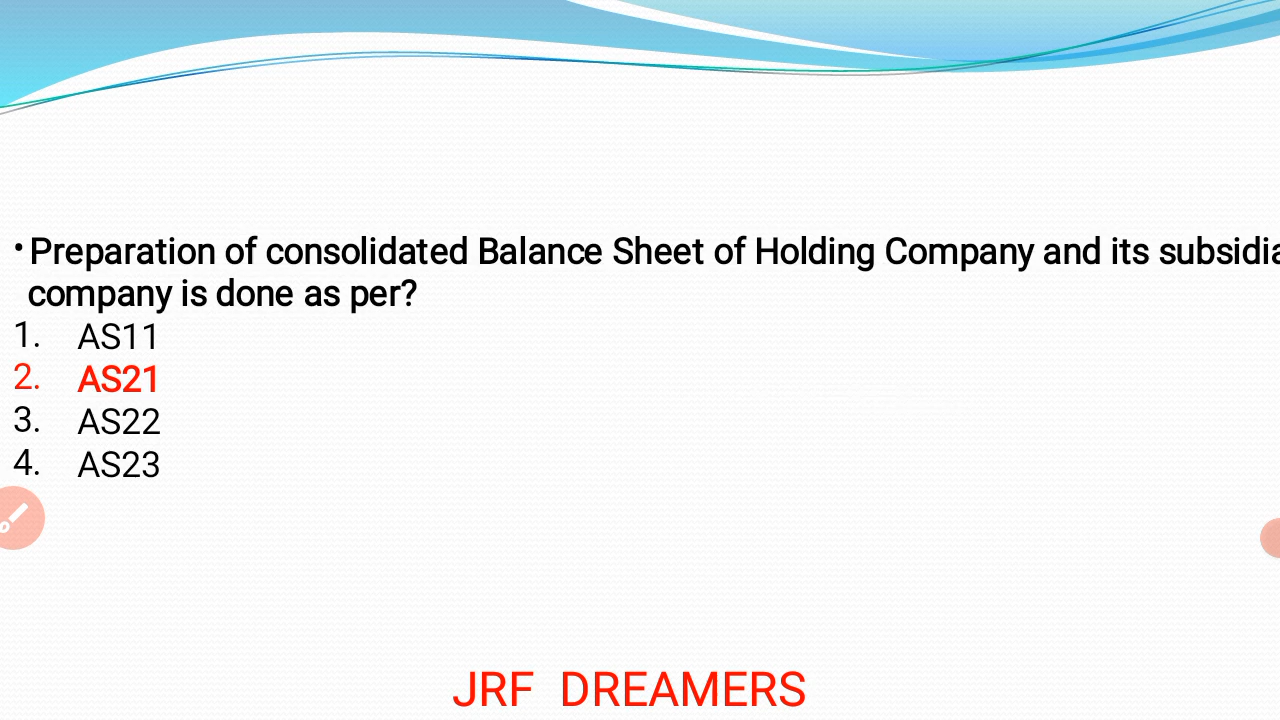 • Preparation of consolidated Balance Sheet of Holding Company and its
company is done as per?
1. AS11
2. AS21
3. AS22
4. AS23
JRF DREAMERS